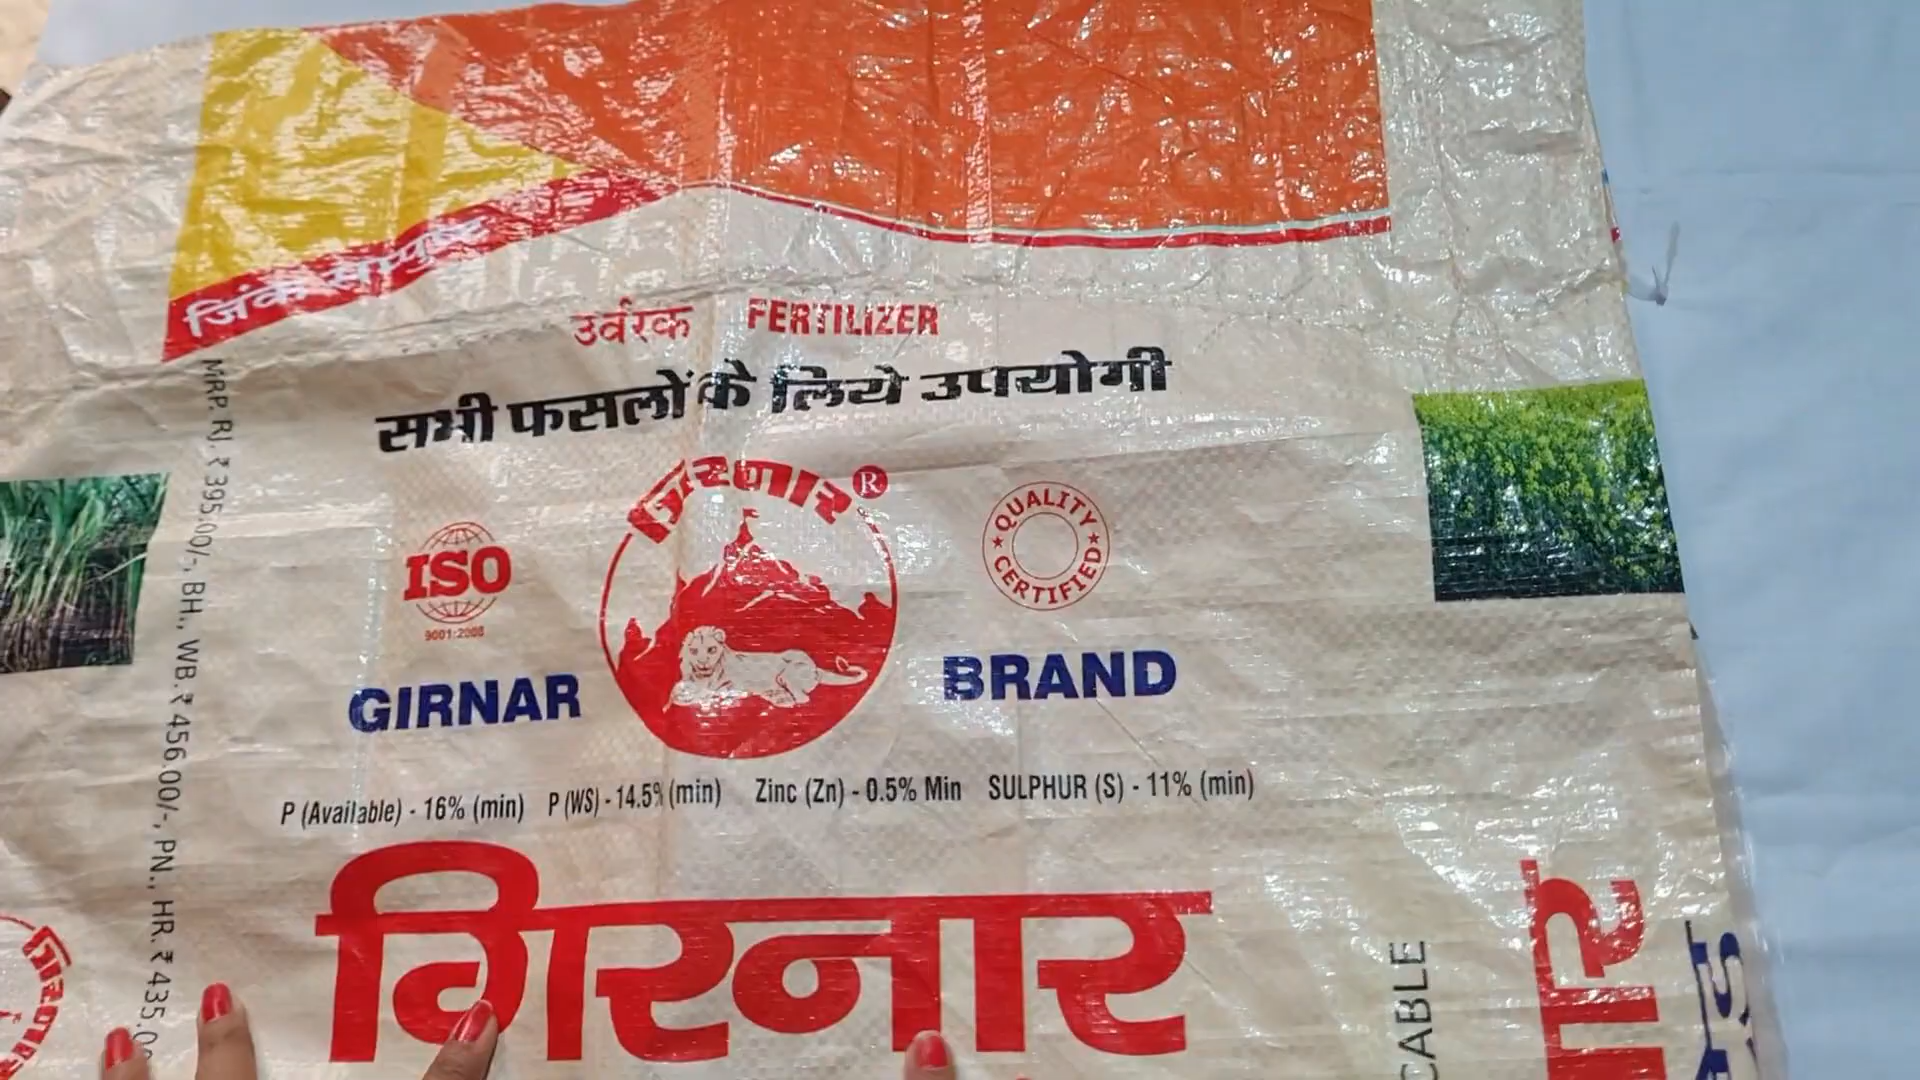 जिंक सम्पुष्ट
उर्वरक FERTILIZER
सभी फसलों के लिये उपयोगी
गिरनार®
ISO
9001:2008
QUALITY CERTIFIED
GIRNAR BRAND
P (Available) - 16% (min) P (WS) - 14.5% (min) Zinc (Zn) - 0.5% Min SULPHUR (S) - 11% (min)
गिरनार
MRP. RJ. ₹ 395.00/-, BH., WB. ₹ 456.00/-, PN., HR. ₹ 435.0
गिरनार
CABLE